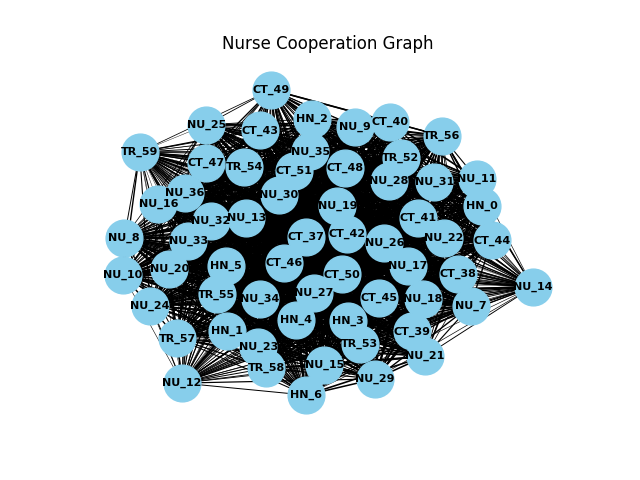 Nurse Cooperation Graph
CT_49
HN_2
CT_40
NU_25
NU_9
CT_43
TR_56
TR_59
NU_35
TR_52
CT_47
TR_54
CT_51
CT_48
NU_11
NU_28
NU_31
NU_36
NU_30
NU_16
NU_19
HN_0
NU_32
NU_13
CT_41
NU_8
NU_33
CT_37
CT_42
NU_26
NU_22
CT_44
NU_10
NU_20
HN_5
CT_46
CT_50
NU_17
CT_38
NU_14
TR_55
NU_34
NU_27
CT_45
NU_18
NU_24
NU_7
HN_4
HN_3
TR_57
HN_1
CT_39
NU_23
TR_53
NU_21
TR_58
NU_15
NU_12
NU_29
HN_6